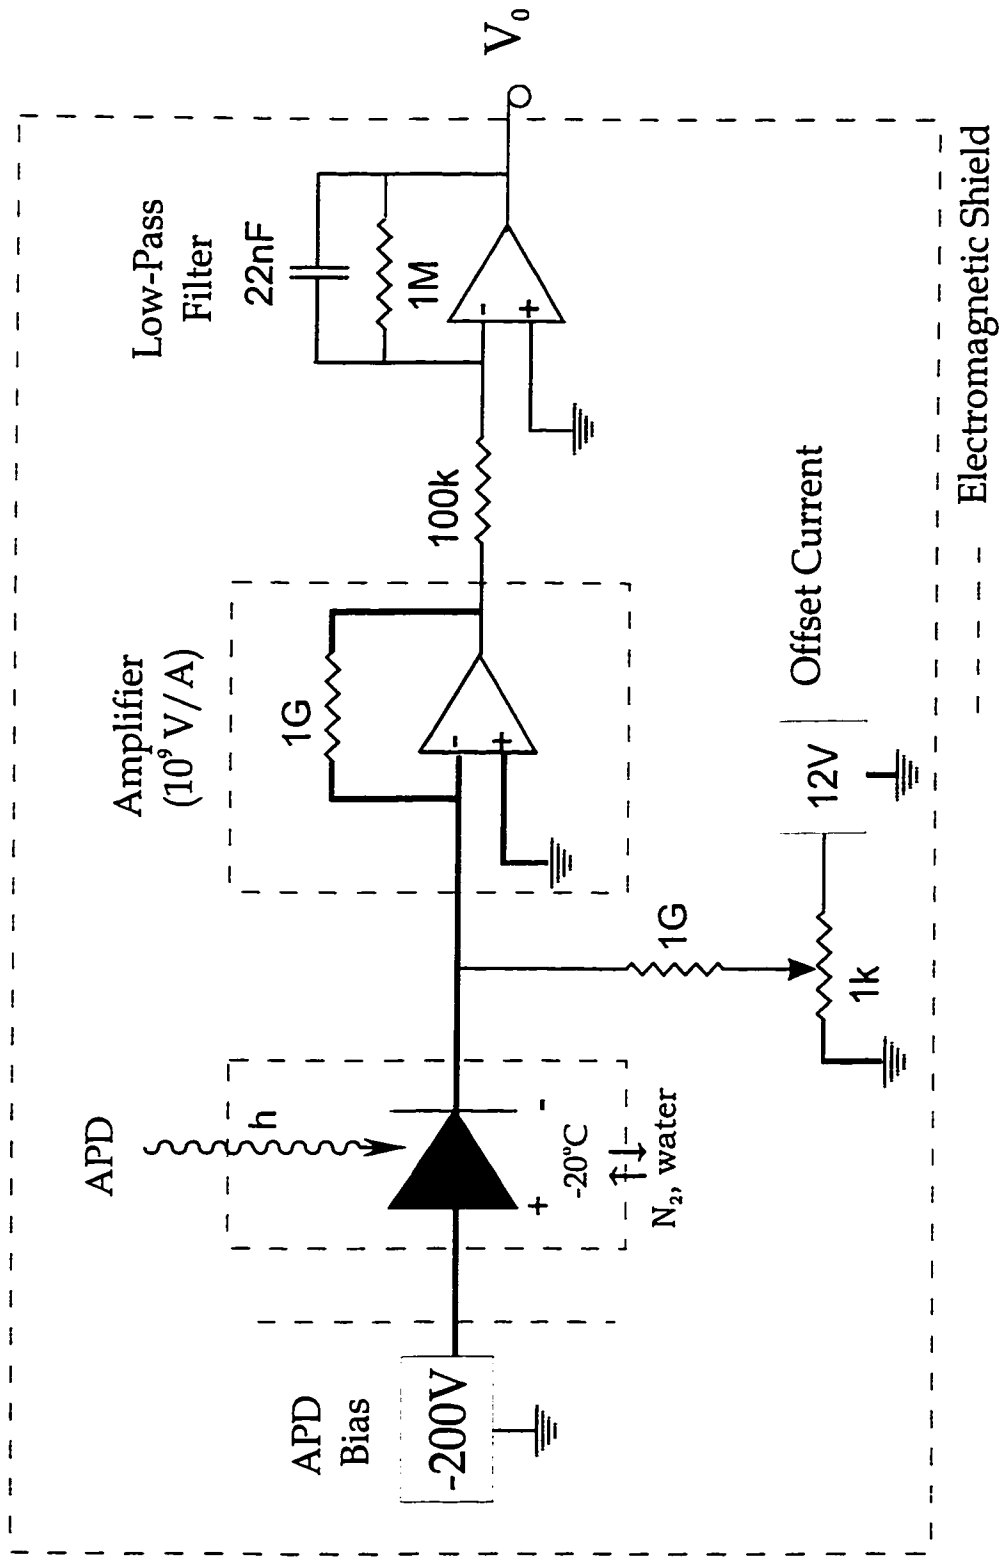 APD
Bias
-200V
APD
h
+
-
-20°C
N₂, water
Amplifier
(10⁹ V/A)
1G
-
+
1G
1k
12V
Offset Current
100k
Low-Pass
Filter
22nF
1M
-
+
V₀
Electromagnetic Shield